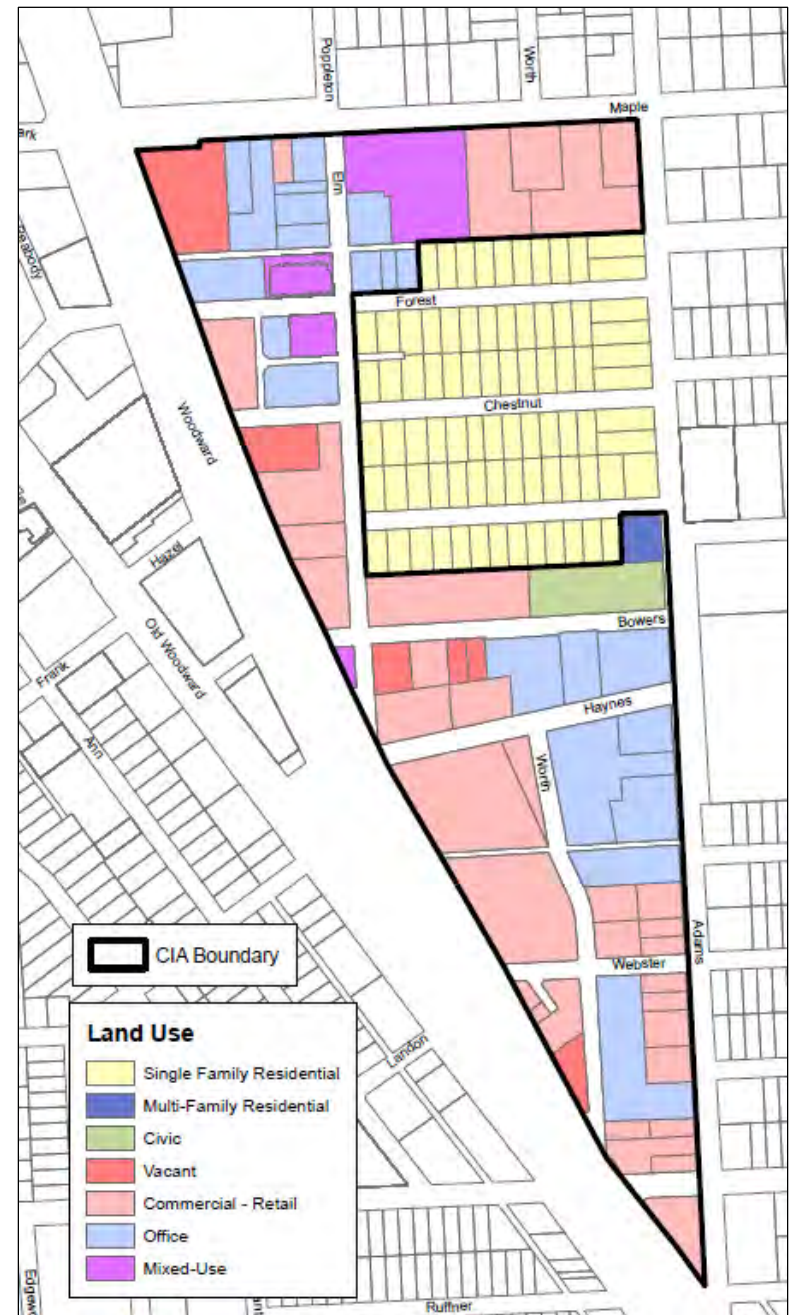 Poppleton
Worth
Maple
Elm
Peabody
Forest
Chestnut
Woodward
Hazel
Bowers
Old Woodward
Frank
Haynes
Ann
Worth
Adams
CIA Boundary
Webster
Land Use
Landon
Single Family Residential
Multi-Family Residential
Civic
Vacant
Commercial - Retail
Office
Mixed-Use
Ruffner